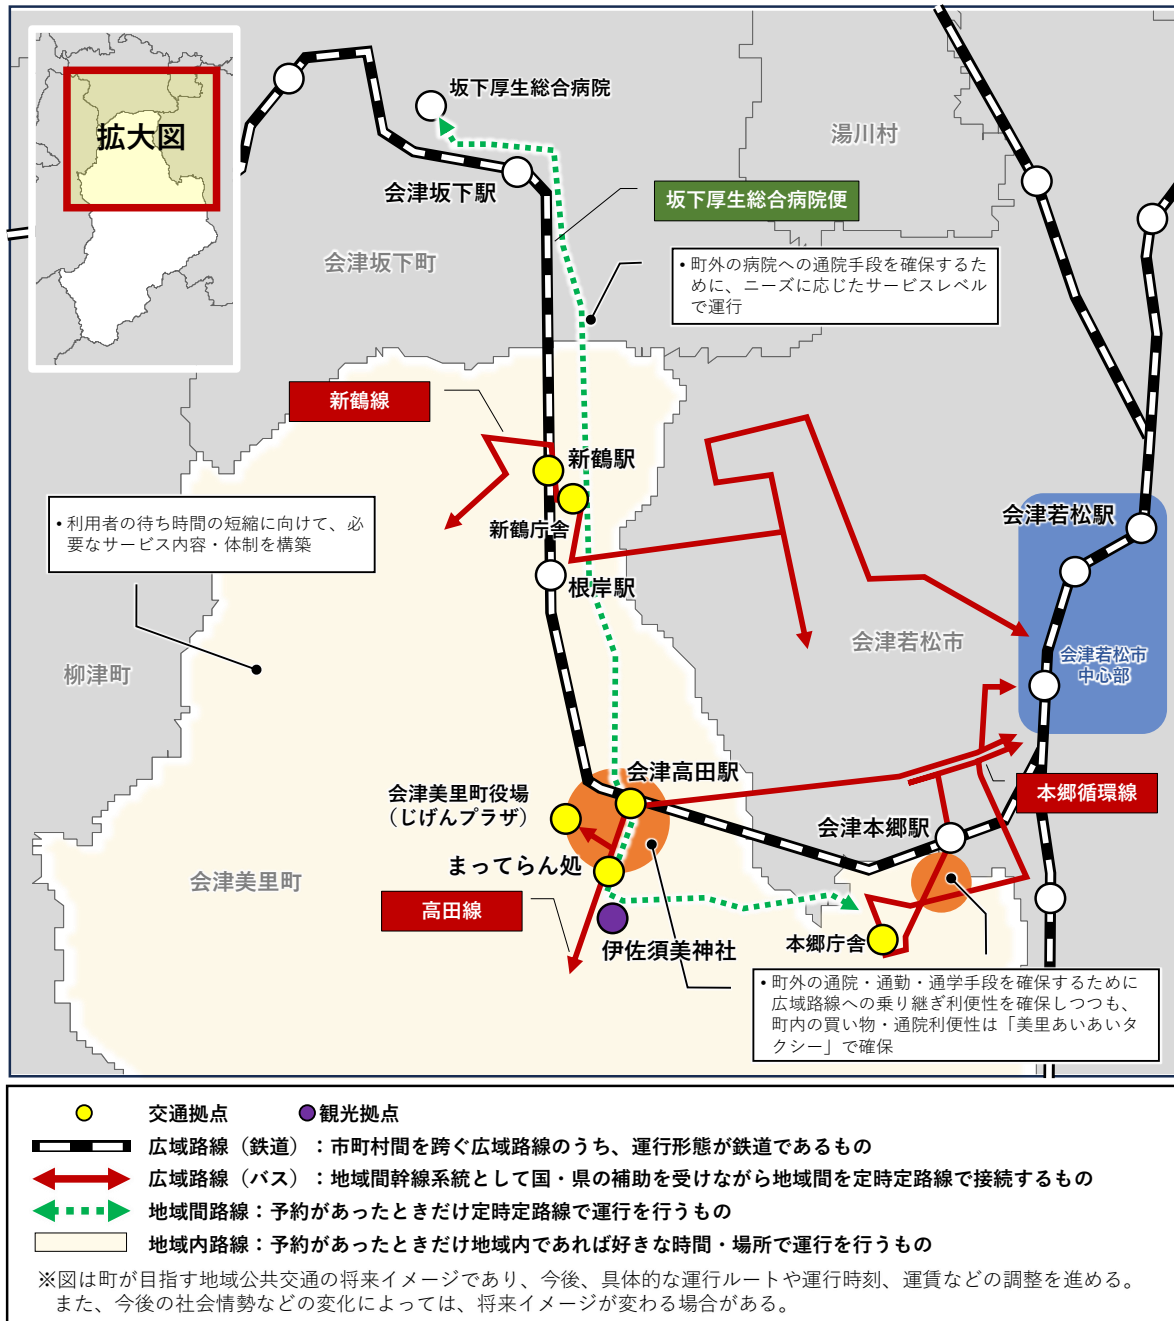 拡大図
坂下厚生総合病院
湯川村
会津坂下駅
坂下厚生総合病院便
会津坂下町
• 町外の病院への通院手段を確保するた
めに、ニーズに応じたサービスレベル
で運行
新鶴線
新鶴駅
新鶴庁舎
会津若松駅
• 利用者の待ち時間の短縮に向けて、必
要なサービス内容・体制を構築
根岸駅
会津若松市
会津若松市
中心部
柳津町
会津高田駅
会津美里町役場
(じげんプラザ)
本郷循環線
会津本郷駅
まってらん処
会津美里町
高田線
伊佐須美神社
本郷庁舎
• 町外の通院・通勤・通学手段を確保するために
広域路線への乗り継ぎ利便性を確保しつつも、
町内の買い物・通院利便性は「美里あいあいタ
クシー」で確保
交通拠点 観光拠点
広域路線(鉄道):市町村間を跨ぐ広域路線のうち、運行形態が鉄道であるもの
広域路線(バス):地域間幹線系統として国・県の補助を受けながら地域間を定時定路線で接続するもの
地域間路線:予約があったときだけ定時定路線で運行を行うもの
地域内路線:予約があったときだけ地域内であれば好きな時間・場所で運行を行うもの
※図は町が目指す地域公共交通の将来イメージであり、今後、具体的な運行ルートや運行時刻、運賃などの調整を進める。
また、今後の社会情勢などの変化によっては、将来イメージが変わる場合がある。